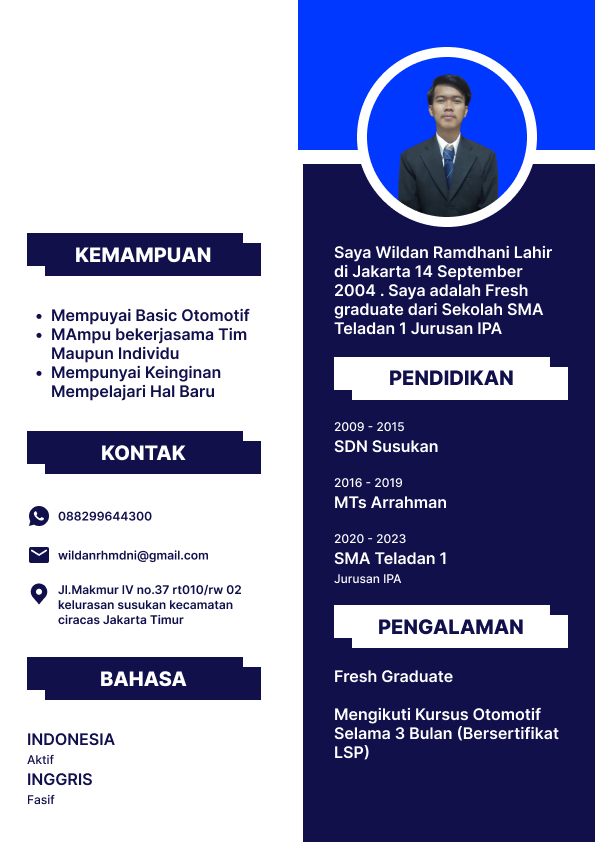 KEMAMPUAN
Mempuyai Basic Otomotif
MAmpu bekerjasama Tim
Maupun Individu
Mempunyai Keinginan
Mempelajari Hal Baru
KONTAK
088299644300
wildanrhmdni@gmail.com
Jl.Makmur IV no.37 rt010/rw 02
kelurasan susukan kecamatan
ciracas Jakarta Timur
BAHASA
INDONESIA
Aktif
INGGRIS
Fasif
Saya Wildan Ramdhani Lahir
di Jakarta 14 September
2004 . Saya adalah Fresh
graduate dari Sekolah SMA
Teladan 1 Jurusan IPA
PENDIDIKAN
2009 - 2015
SDN Susukan
2016 - 2019
MTs Arrahman
2020 - 2023
SMA Teladan 1
Jurusan IPA
PENGALAMAN
Fresh Graduate
Mengikuti Kursus Otomotif
Selama 3 Bulan (Bersertifikat
LSP)